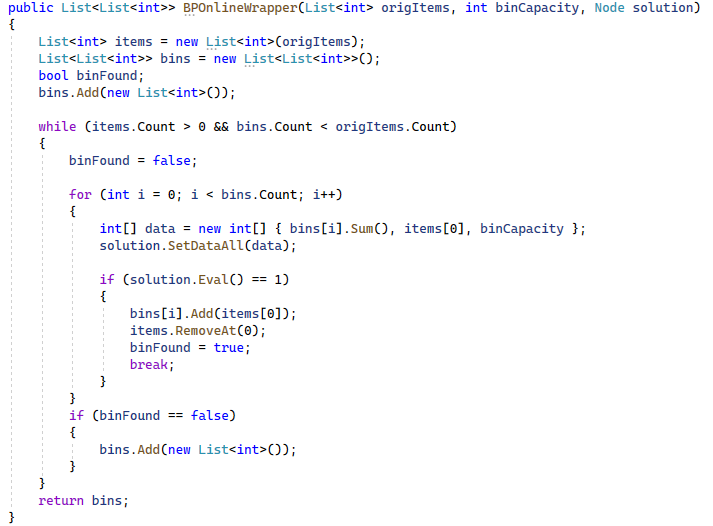 public List<List<int>> BPOnlineWrapper(List<int> origItems, int binCapacity, Node solution)
{
    List<int> items = new List<int>(origItems);
    List<List<int>> bins = new List<List<int>>();
    bool binFound;
    bins.Add(new List<int>());

    while (items.Count > 0 && bins.Count < origItems.Count)
    {
        binFound = false;

        for (int i = 0; i < bins.Count; i++)
        {
            int[] data = new int[] { bins[i].Sum(), items[0], binCapacity };
            solution.SetDataAll(data);

            if (solution.Eval() == 1)
            {
                bins[i].Add(items[0]);
                items.RemoveAt(0);
                binFound = true;
                break;
            }
        }
        if (binFound == false)
        {
            bins.Add(new List<int>());
        }
    }
    return bins;
}